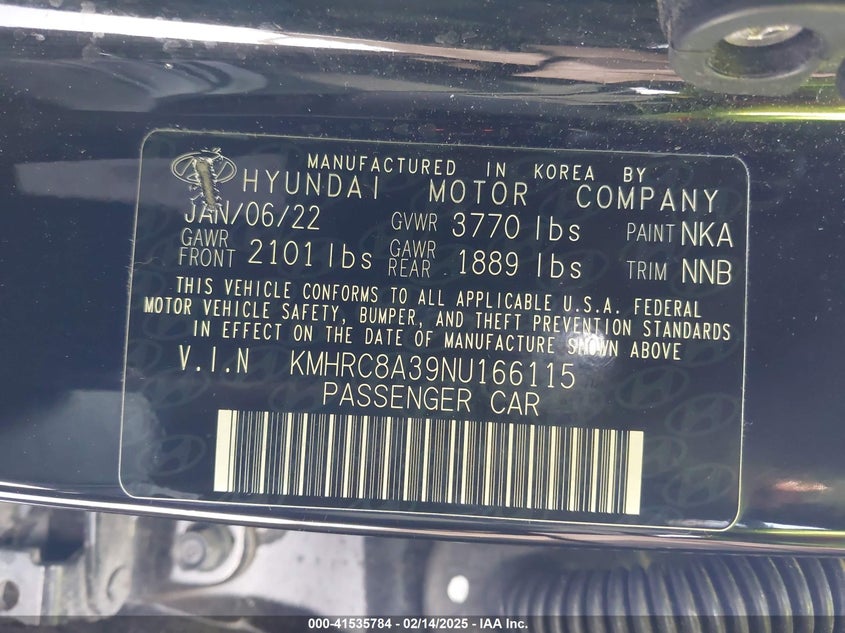 MANUFACTURED IN KOREA BY
HYUNDAI MOTOR COMPANY
JAN/06/22 GVWR 3770 lbs PAINT NKA
GAWR FRONT 2101 lbs GAWR REAR 1889 lbs TRIM NNB
THIS VEHICLE CONFORMS TO ALL APPLICABLE U.S.A. FEDERAL
MOTOR VEHICLE SAFETY, BUMPER, AND THEFT PREVENTION STANDARDS
IN EFFECT ON THE DATE OF MANUFACTURE SHOWN ABOVE
V.I.N KMHRC8A39NU166115
PASSENGER CAR
000-41535784 - 02/14/2025 - IAA Inc.